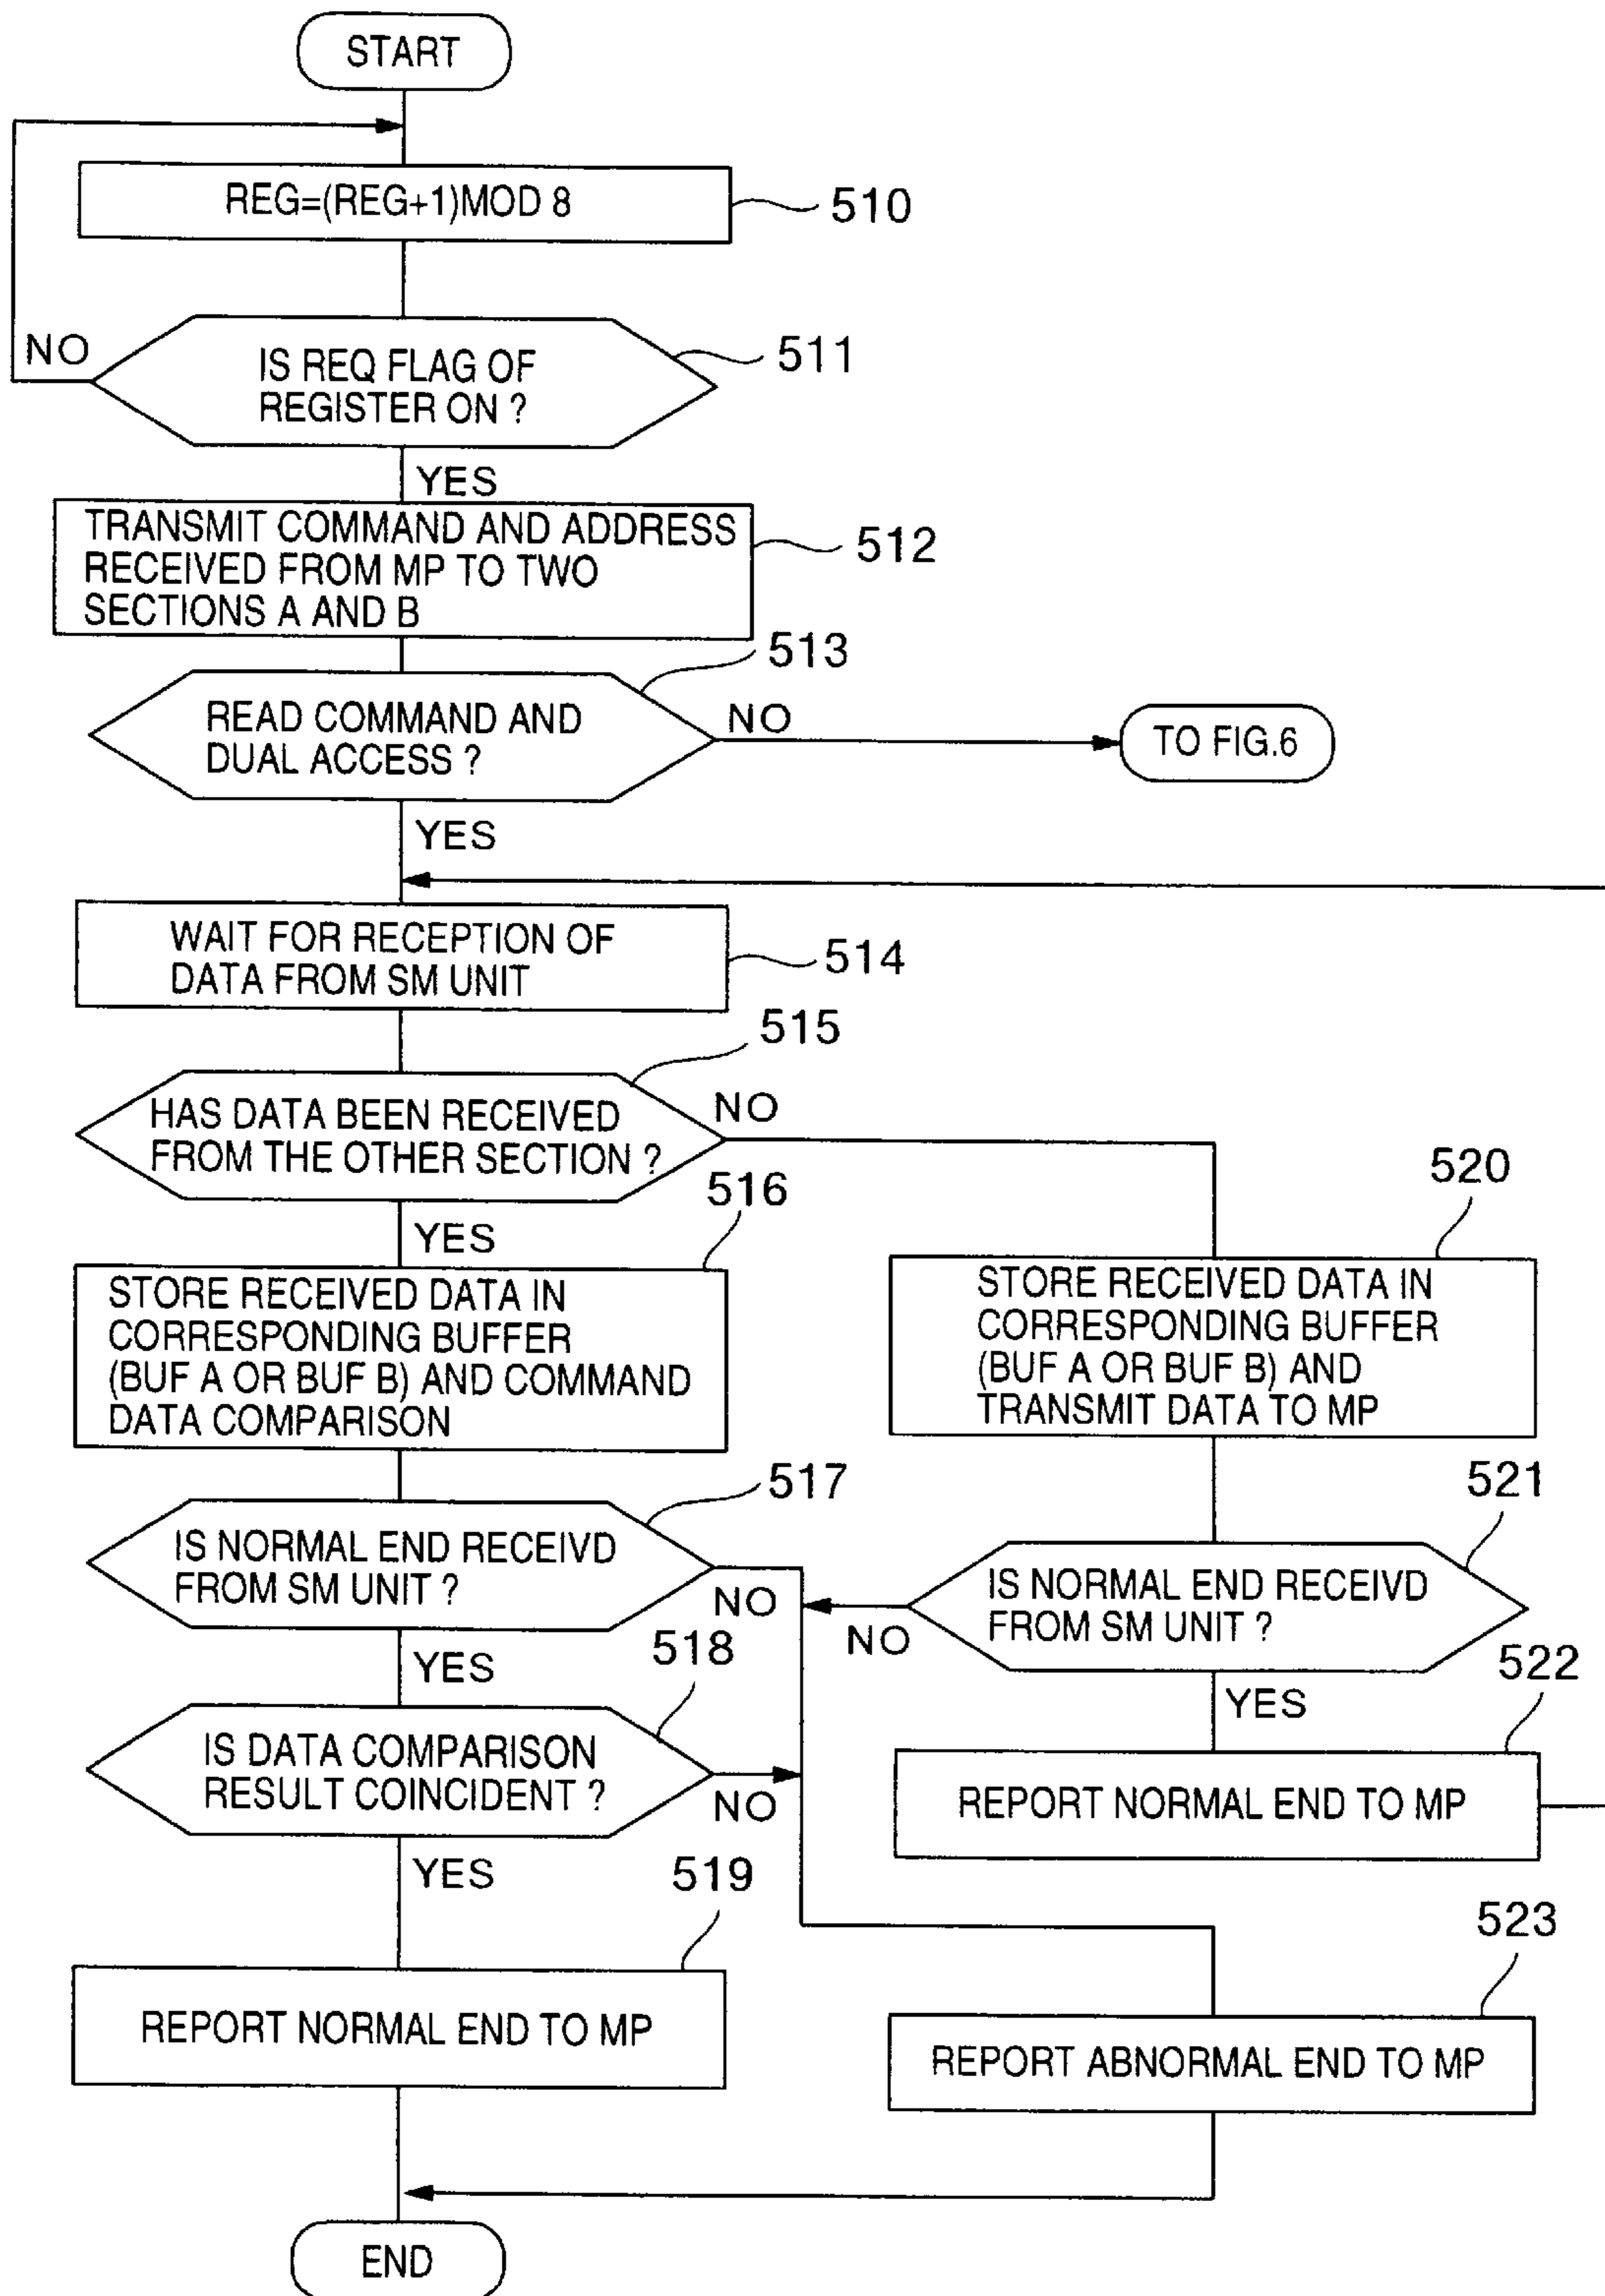 START
REG=(REG+1)MOD 8
510
NO
IS REQ FLAG OF
REGISTER ON ?
511
YES
TRANSMIT COMMAND AND ADDRESS
RECEIVED FROM MP TO TWO
SECTIONS A AND B
512
513
READ COMMAND AND
DUAL ACCESS ?
NO
TO FIG.6
YES
WAIT FOR RECEPTION OF
DATA FROM SM UNIT
514
515
HAS DATA BEEN RECEIVED
FROM THE OTHER SECTION ?
NO
516
YES
STORE RECEIVED DATA IN
CORRESPONDING BUFFER
(BUF A OR BUF B) AND COMMAND
DATA COMPARISON
520
STORE RECEIVED DATA IN
CORRESPONDING BUFFER
(BUF A OR BUF B) AND
TRANSMIT DATA TO MP
517
IS NORMAL END RECEIVD
FROM SM UNIT ?
NO
521
IS NORMAL END RECEIVD
FROM SM UNIT ?
NO
YES
518
IS DATA COMPARISON
RESULT COINCIDENT ?
NO
YES
522
REPORT NORMAL END TO MP
YES
519
REPORT NORMAL END TO MP
523
REPORT ABNORMAL END TO MP
END